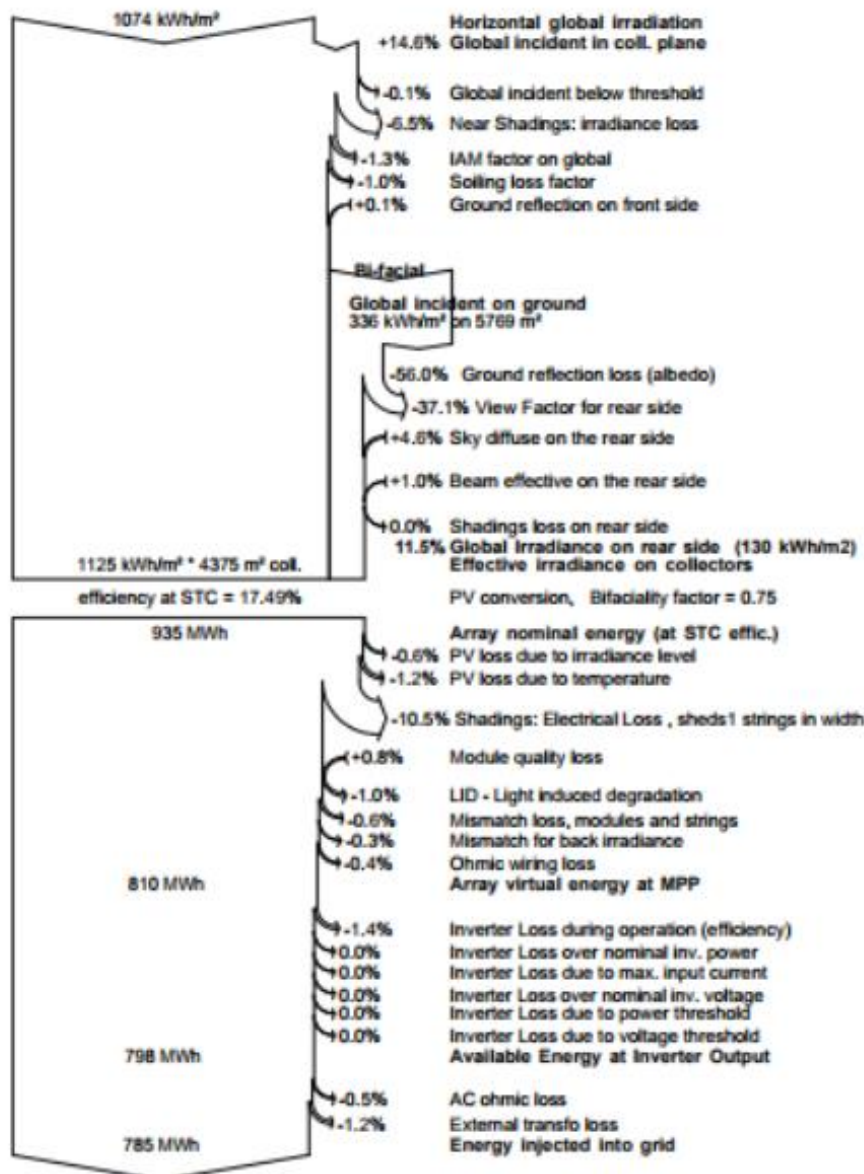 1074 kWh/m² Horizontal global irradiation
+14.6% Global incident in coll. plane
-0.1% Global incident below threshold
-6.5% Near Shadings: irradiance loss
-1.3% IAM factor on global
-1.0% Soiling loss factor
+0.1% Ground reflection on front side
Bi-facial
Global incident on ground
336 kWh/m² on 5769 m²
-56.0% Ground reflection loss (albedo)
-37.1% View Factor for rear side
+4.6% Sky diffuse on the rear side
+1.0% Beam effective on the rear side
0.0% Shadings loss on rear side
11.5% Global Irradiance on rear side (130 kWh/m2)
1125 kWh/m² * 4375 m² coll. Effective irradiance on collectors
efficiency at STC = 17.49% PV conversion, Bifaciality factor = 0.75
935 MWh Array nominal energy (at STC effic.)
-0.6% PV loss due to irradiance level
-1.2% PV loss due to temperature
-10.5% Shadings: Electrical Loss , sheds1 strings in width
+0.8% Module quality loss
-1.0% LID - Light induced degradation
-0.6% Mismatch loss, modules and strings
-0.3% Mismatch for back irradiance
-0.4% Ohmic wiring loss
810 MWh Array virtual energy at MPP
-1.4% Inverter Loss during operation (efficiency)
0.0% Inverter Loss over nominal inv. power
0.0% Inverter Loss due to max. input current
0.0% Inverter Loss over nominal inv. voltage
0.0% Inverter Loss due to power threshold
0.0% Inverter Loss due to voltage threshold
798 MWh Available Energy at Inverter Output
-0.5% AC ohmic loss
-1.2% External transfo loss
785 MWh Energy injected into grid